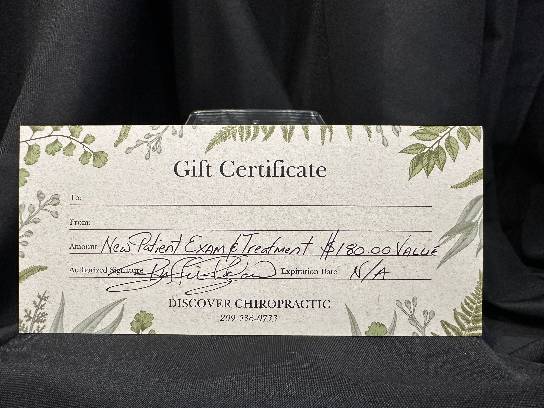 Gift Certificate
To:
From:
Amount New Patient Exam & Treatment $180.00 Value
Authorized Signature Expiration Date N/A
DISCOVER CHIROPRACTIC